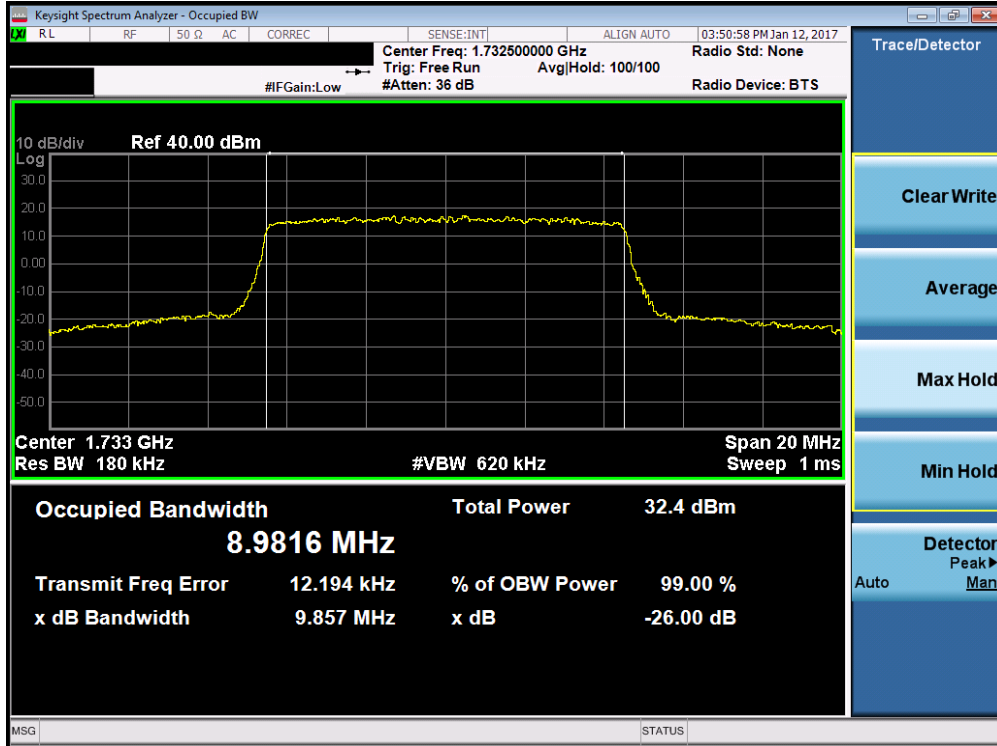 Keysight Spectrum Analyzer - Occupied BW
LXI RL RF 50 Ω AC CORREC SENSE:INT ALIGN AUTO 03:50:58 PM Jan 12, 2017
Center Freq: 1.732500000 GHz Radio Std: None
Trig: Free Run Avg|Hold: 100/100
#IFGain:Low #Atten: 36 dB Radio Device: BTS
10 dB/div Ref 40.00 dBm
Log
30.0
20.0
10.0
0.00
-10.0
-20.0
-30.0
-40.0
-50.0
Center 1.733 GHz Span 20 MHz
Res BW 180 kHz #VBW 620 kHz Sweep 1 ms
Occupied Bandwidth Total Power 32.4 dBm
8.9816 MHz
Transmit Freq Error 12.194 kHz % of OBW Power 99.00 %
x dB Bandwidth 9.857 MHz x dB -26.00 dB
Trace/Detector
Clear Write
Average
Max Hold
Min Hold
Detector
Peak▶
Auto Man
MSG STATUS